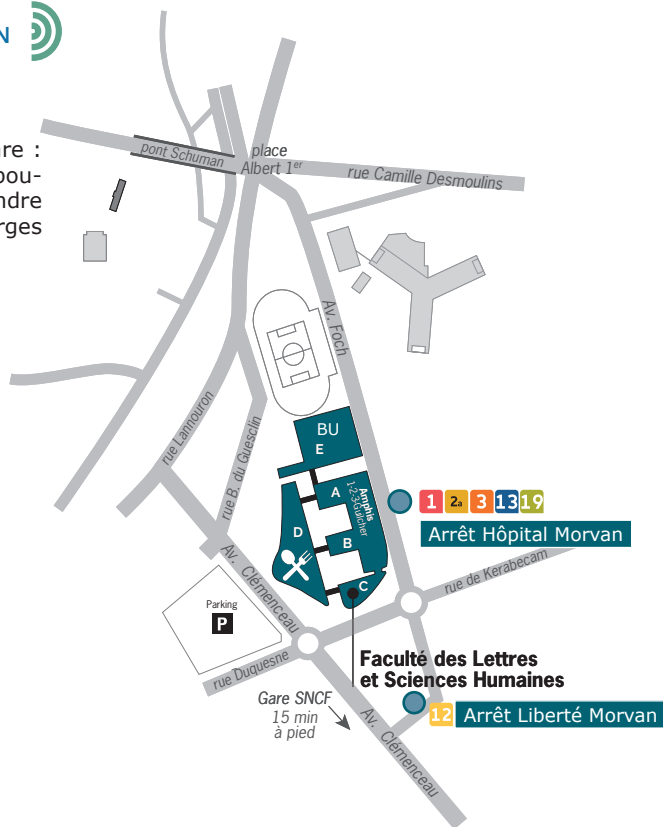 N
re :
pou-
ndre
rges
pont Schuman
place
Albert 1er
rue Camille Desmoulins
Av. Foch
rue Lannouron
rue B. du Guesclin
BU
E
A
Amphis
1-2-3-Guilcher
D
B
C
1 2a 3 13 19
Arrêt Hôpital Morvan
Av. Clémenceau
rue de Kerabecam
Parking
P
rue Duquesne
Faculté des Lettres
et Sciences Humaines
Gare SNCF
15 min
à pied
12 Arrêt Liberté Morvan
Av. Clémenceau